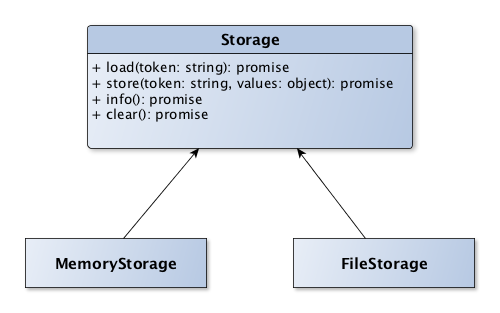 Storage
+ load(token: string): promise
+ store(token: string, values: object): promise
+ info(): promise
+ clear(): promise
MemoryStorage
FileStorage